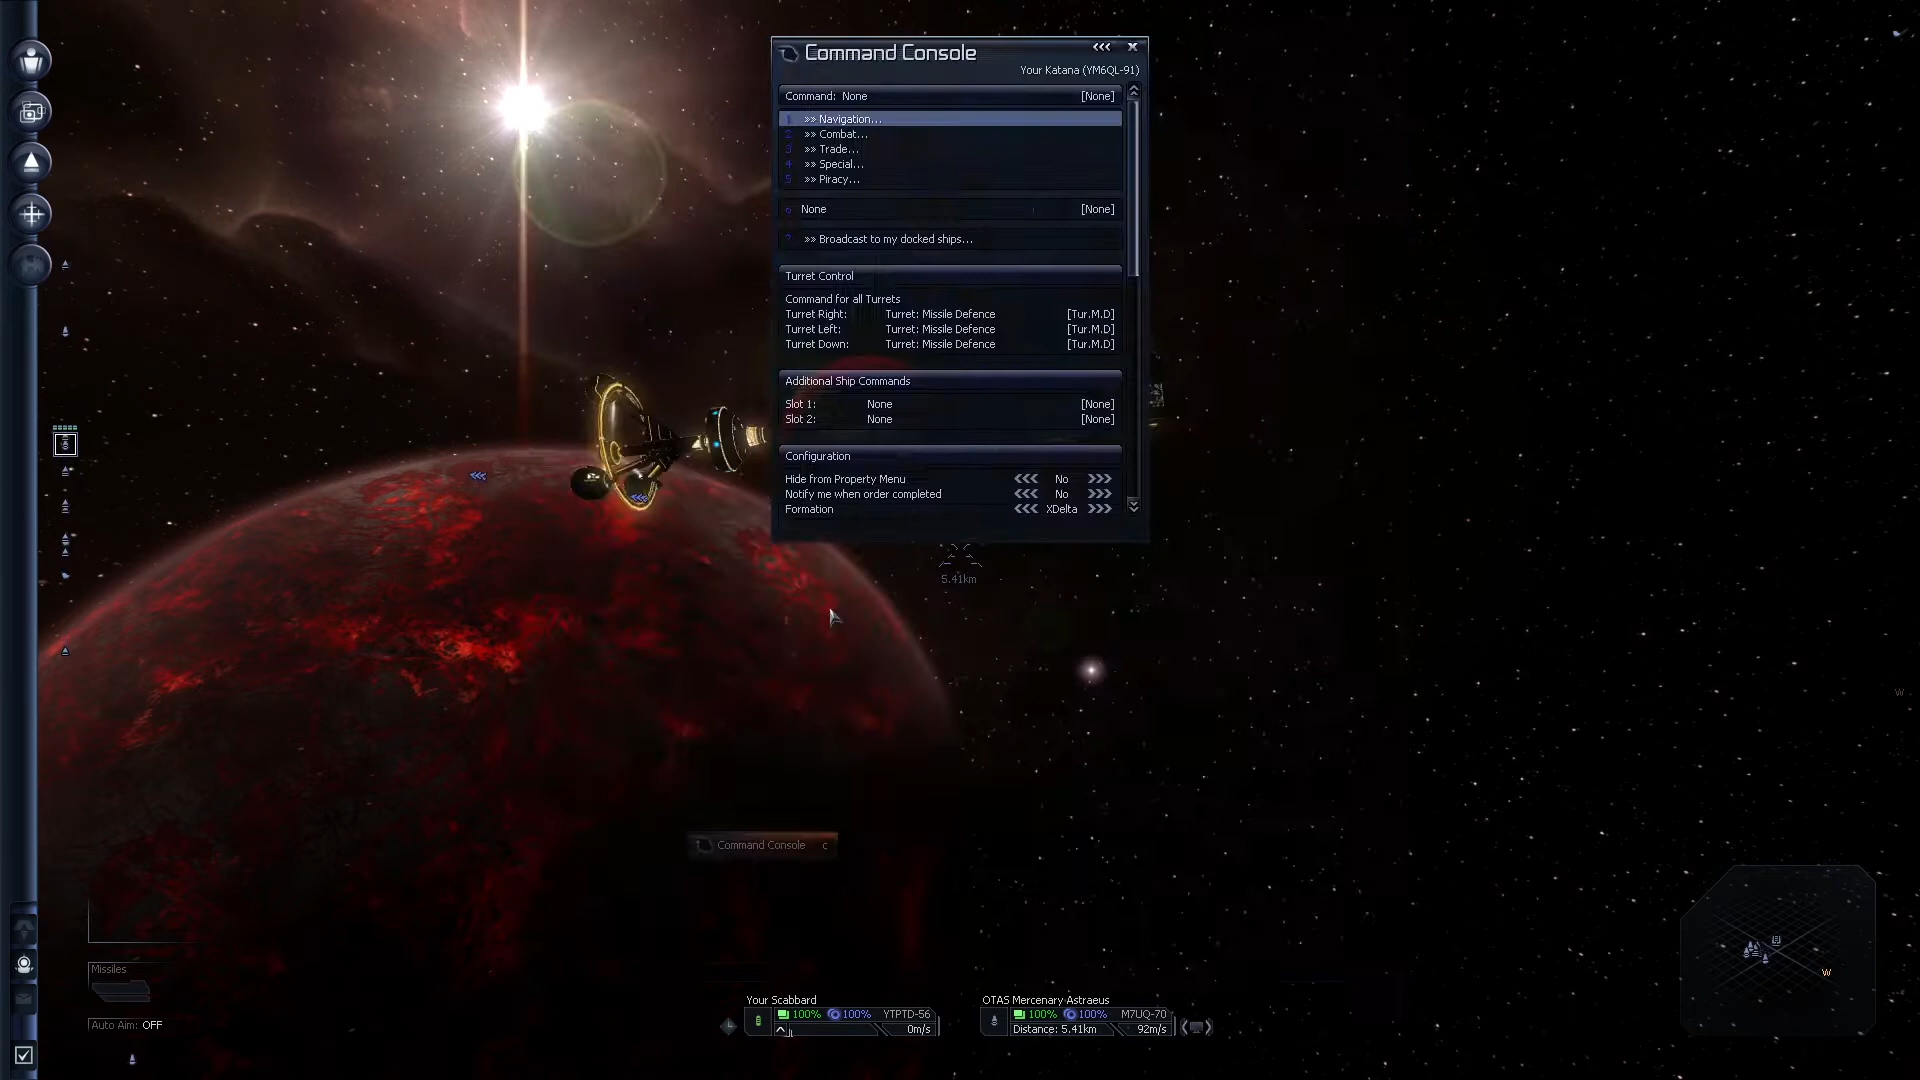 Command Console
Your Katana (YM6QL-91)
Command: None [None]
1 >> Navigation...
2 >> Combat...
3 >> Trade...
4 >> Special...
5 >> Piracy...
6 None [None]
7 >> Broadcast to my docked ships...
Turret Control
Command for all Turrets
Turret Right: Turret: Missile Defence [Tur.M.D]
Turret Left: Turret: Missile Defence [Tur.M.D]
Turret Down: Turret: Missile Defence [Tur.M.D]
Additional Ship Commands
Slot 1: None [None]
Slot 2: None [None]
Configuration
Hide from Property Menu <<< No >>>
Notify me when order completed <<< No >>>
Formation <<< XDelta >>>
5.41km
W
Command Console c
Missiles
Auto Aim: OFF
Your Scabbard
100% 100% YTPTD-56
0m/s
OTAS Mercenary Astraeus
100% 100% M7UQ-70
Distance: 5.41km 92m/s
W